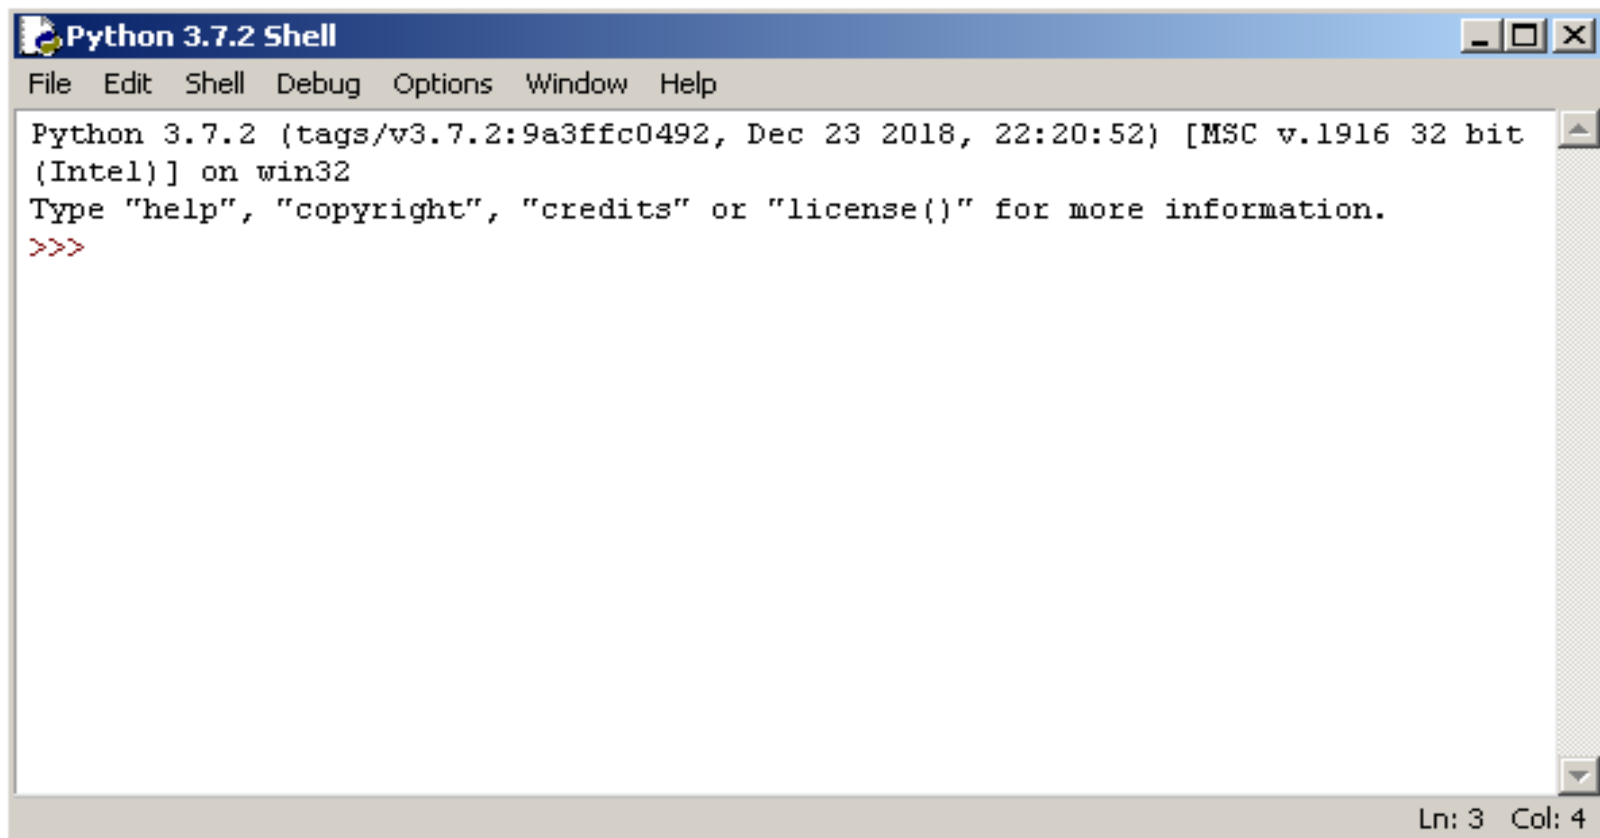 Python 3.7.2 Shell
File Edit Shell Debug Options Window Help
Python 3.7.2 (tags/v3.7.2:9a3ffc0492, Dec 23 2018, 22:20:52) [MSC v.1916 32 bit
(Intel)] on win32
Type "help", "copyright", "credits" or "license()" for more information.
>>>
Ln: 3 Col: 4